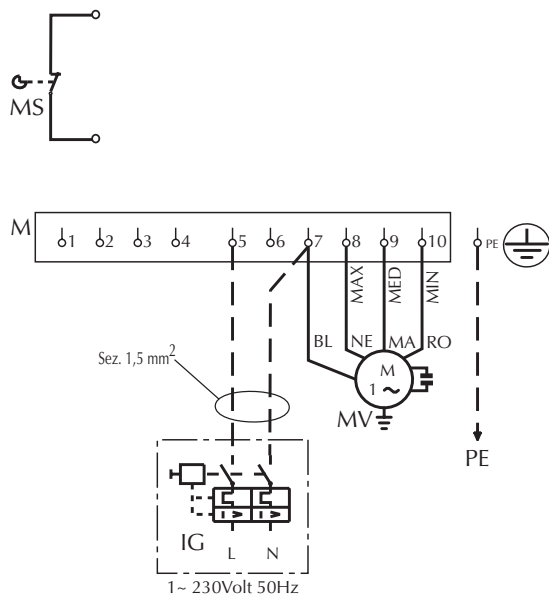 MS
M
1 2 3 4 5 6 7 8 9 10 PE
MAX MED MIN
BL NE MA RO
Sez. 1,5 mm²
M
1 ~
MV
PE
IG
I > I >
L N
1~ 230Volt 50Hz